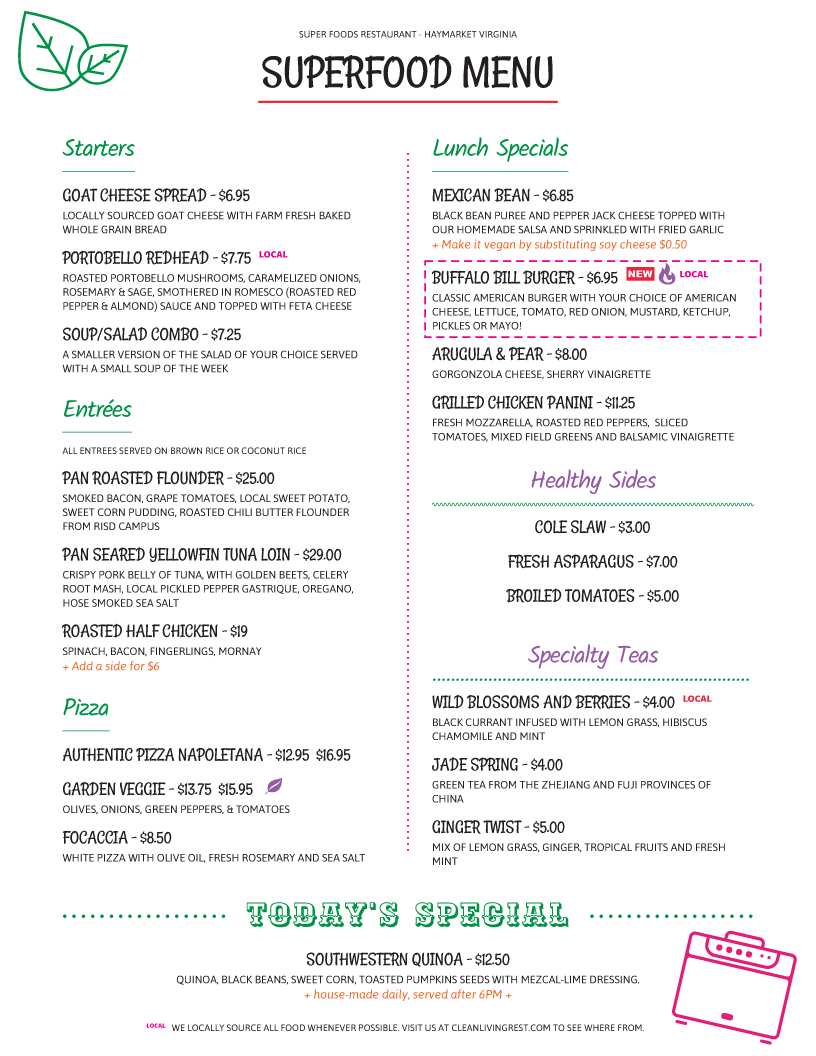 SUPER FOODS RESTAURANT - HAYMARKET VIRGINIA
SUPERFOOD MENU
Starters
GOAT CHEESE SPREAD - $6.95
LOCALLY SOURCED GOAT CHEESE WITH FARM FRESH BAKED
WHOLE GRAIN BREAD
PORTOBELLO REDHEAD - $7.75 LOCAL
ROASTED PORTOBELLO MUSHROOMS, CARAMELIZED ONIONS,
ROSEMARY & SAGE, SMOTHERED IN ROMESCO (ROASTED RED
PEPPER & ALMOND) SAUCE AND TOPPED WITH FETA CHEESE
SOUP/SALAD COMBO - $7.25
A SMALLER VERSION OF THE SALAD OF YOUR CHOICE SERVED
WITH A SMALL SOUP OF THE WEEK
Entrées
ALL ENTREES SERVED ON BROWN RICE OR COCONUT RICE
PAN ROASTED FLOUNDER - $25.00
SMOKED BACON, GRAPE TOMATOES, LOCAL SWEET POTATO,
SWEET CORN PUDDING, ROASTED CHILI BUTTER FLOUNDER
FROM RISD CAMPUS
PAN SEARED YELLOWFIN TUNA LOIN - $29.00
CRISPY PORK BELLY OF TUNA, WITH GOLDEN BEETS, CELERY
ROOT MASH, LOCAL PICKLED PEPPER GASTRIQUE, OREGANO,
HOSE SMOKED SEA SALT
ROASTED HALF CHICKEN - $19
SPINACH, BACON, FINGERLINGS, MORNAY
+ Add a side for $6
Pizza
AUTHENTIC PIZZA NAPOLETANA - $12.95 $16.95
GARDEN VEGGIE - $13.75 $15.95
OLIVES, ONIONS, GREEN PEPPERS, & TOMATOES
FOCACCIA - $8.50
WHITE PIZZA WITH OLIVE OIL, FRESH ROSEMARY AND SEA SALT
Lunch Specials
MEXICAN BEAN - $6.85
BLACK BEAN PUREE AND PEPPER JACK CHEESE TOPPED WITH
OUR HOMEMADE SALSA AND SPRINKLED WITH FRIED GARLIC
+ Make it vegan by substituting soy cheese $0.50
BUFFALO BILL BURGER - $6.95 NEW LOCAL
CLASSIC AMERICAN BURGER WITH YOUR CHOICE OF AMERICAN
CHEESE, LETTUCE, TOMATO, RED ONION, MUSTARD, KETCHUP,
PICKLES OR MAYO!
ARUGULA & PEAR - $8.00
GORGONZOLA CHEESE, SHERRY VINAIGRETTE
GRILLED CHICKEN PANINI - $11.25
FRESH MOZZARELLA, ROASTED RED PEPPERS, SLICED
TOMATOES, MIXED FIELD GREENS AND BALSAMIC VINAIGRETTE
Healthy Sides
COLE SLAW - $3.00
FRESH ASPARAGUS - $7.00
BROILED TOMATOES - $5.00
Specialty Teas
WILD BLOSSOMS AND BERRIES - $4.00 LOCAL
BLACK CURRANT INFUSED WITH LEMON GRASS, HIBISCUS
CHAMOMILE AND MINT
JADE SPRING - $4.00
GREEN TEA FROM THE ZHEJIANG AND FUJI PROVINCES OF
CHINA
GINGER TWIST - $5.00
MIX OF LEMON GRASS, GINGER, TROPICAL FRUITS AND FRESH
MINT
TODAY'S SPECIAL
SOUTHWESTERN QUINOA - $12.50
QUINOA, BLACK BEANS, SWEET CORN, TOASTED PUMPKINS SEEDS WITH MEZCAL-LIME DRESSING.
+ house-made daily, served after 6PM +
LOCAL WE LOCALLY SOURCE ALL FOOD WHENEVER POSSIBLE. VISIT US AT CLEANLIVINGREST.COM TO SEE WHERE FROM.